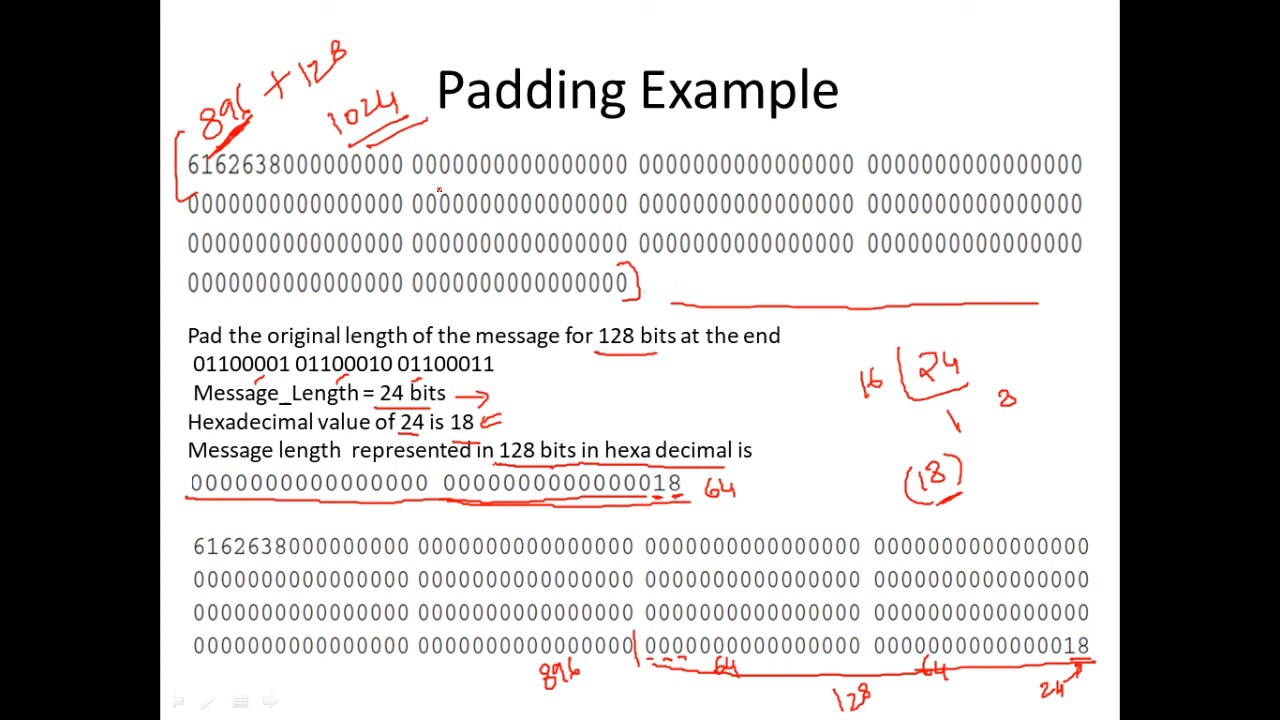 896 + 128
1024
Padding Example
6162638000000000 0000000000000000 0000000000000000 0000000000000000
0000000000000000 0000000000000000 0000000000000000 0000000000000000
0000000000000000 0000000000000000 0000000000000000 0000000000000000
0000000000000000 0000000000000000
Pad the original length of the message for 128 bits at the end
01100001 01100010 01100011
Message_Length = 24 bits
Hexadecimal value of 24 is 18
Message length represented in 128 bits in hexa decimal is
0000000000000000 0000000000000018
64
16 24
8
(18)
6162638000000000 0000000000000000 0000000000000000 0000000000000000
0000000000000000 0000000000000000 0000000000000000 0000000000000000
0000000000000000 0000000000000000 0000000000000000 0000000000000000
0000000000000000 0000000000000000 0000000000000000 0000000000000018
896 64 64 24
128